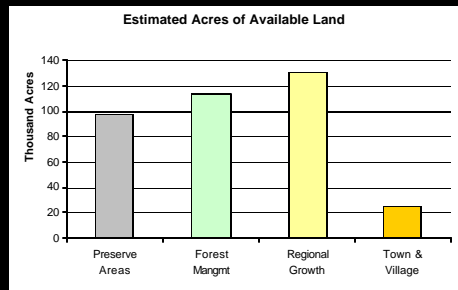 Estimated Acres of Available Land
Thousand Acres
140
120
100
80
60
40
20
0
Preserve
Areas
Forest
Mangmt
Regional
Growth
Town &
Village